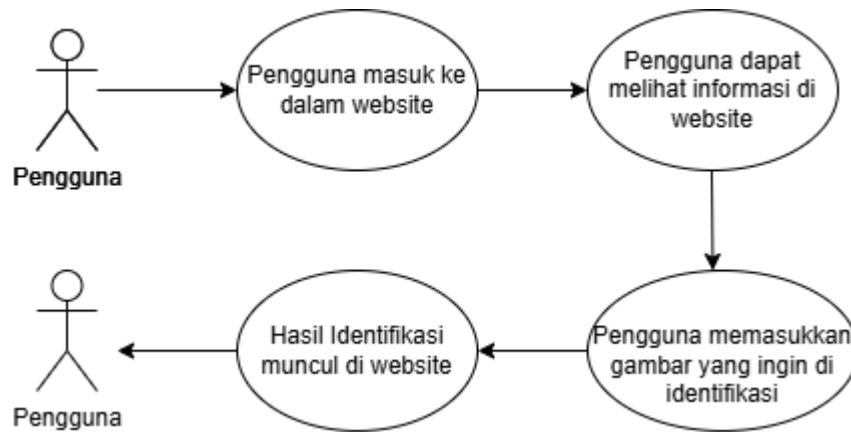 Pengguna masuk ke
dalam website
Pengguna dapat
melihat informasi di
website
Pengguna
Hasil Identifikasi
muncul di website
Pengguna memasukkan
gambar yang ingin di
identifikasi
Pengguna